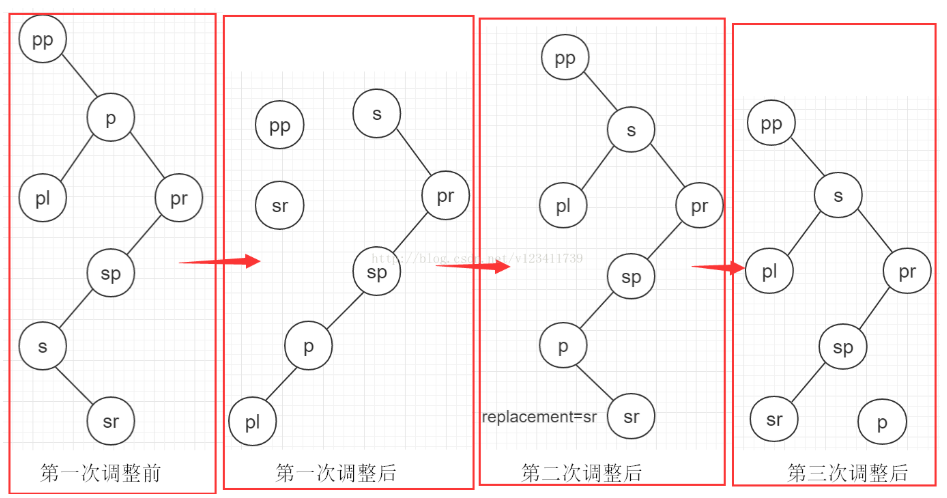 pp
p
pl
pr
sp
s
sr
第一次调整前
pp
s
sr
pr
sp
p
pl
第一次调整后
pp
s
pl
pr
sp
p
replacement=sr
sr
第二次调整后
pp
s
pl
pr
sp
sr
p
第三次调整后
http://blog.csdn.net/v123411739